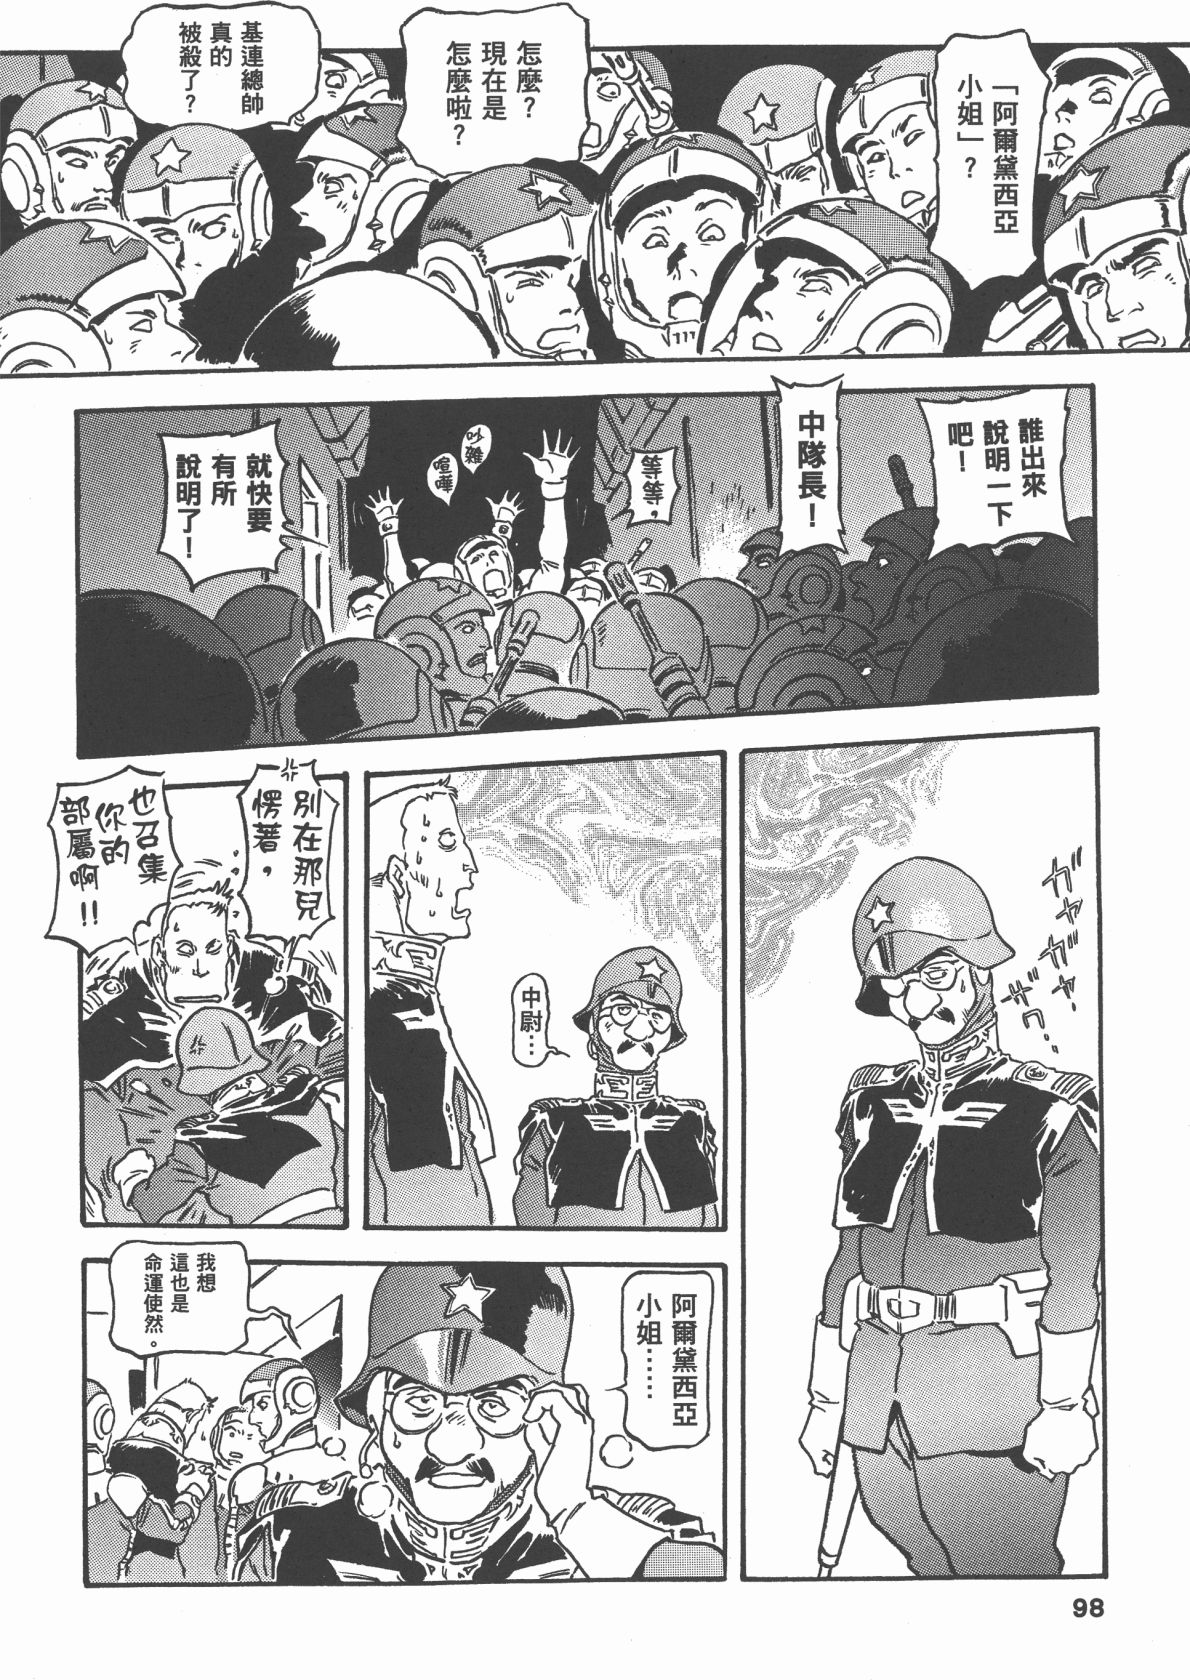 「阿爾黛西亞
小姐」？
怎麼？
現在是
怎麼啦？
基連總帥
真的
被殺了？
誰出來
說明一下
吧！
中隊長！
等等，
吵雜
喧嘩
就快要
有所
說明了！
ガガガガ
中尉…
別在那兒
愣著，
也召集
你的
部屬啊!!
阿爾黛西亞
小姐……
我想
這也是
命運使然。
98